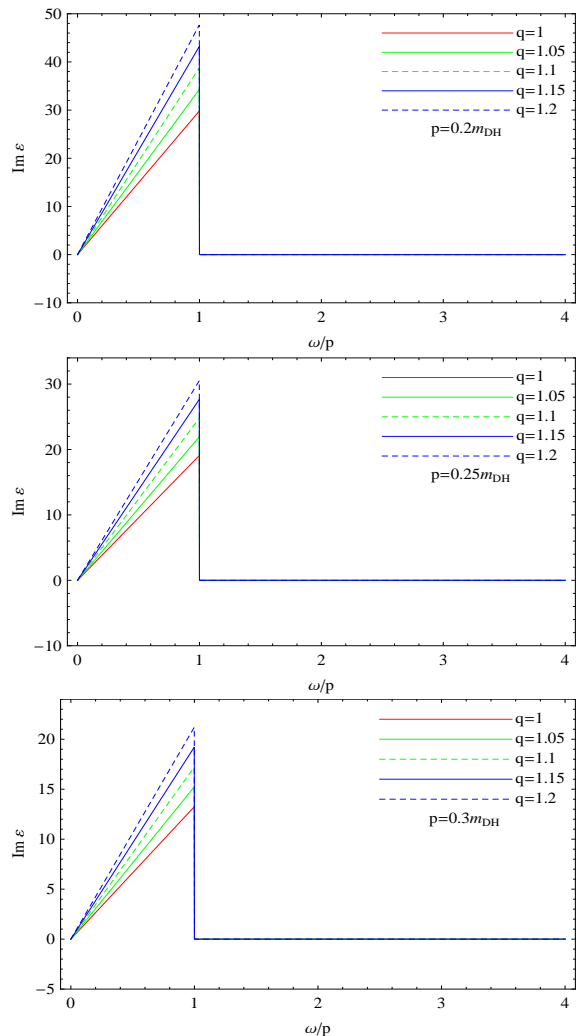 50
40
30
20
10
0
−10
Im ε
q=1
q=1.05
q=1.1
q=1.15
q=1.2
p=0.2m_DH
0 1 2 3 4
ω/p
30
20
10
0
−10
Im ε
q=1
q=1.05
q=1.1
q=1.15
q=1.2
p=0.25m_DH
0 1 2 3 4
ω/p
20
15
10
5
0
−5
Im ε
q=1
q=1.05
q=1.1
q=1.15
q=1.2
p=0.3m_DH
0 1 2 3 4
ω/p